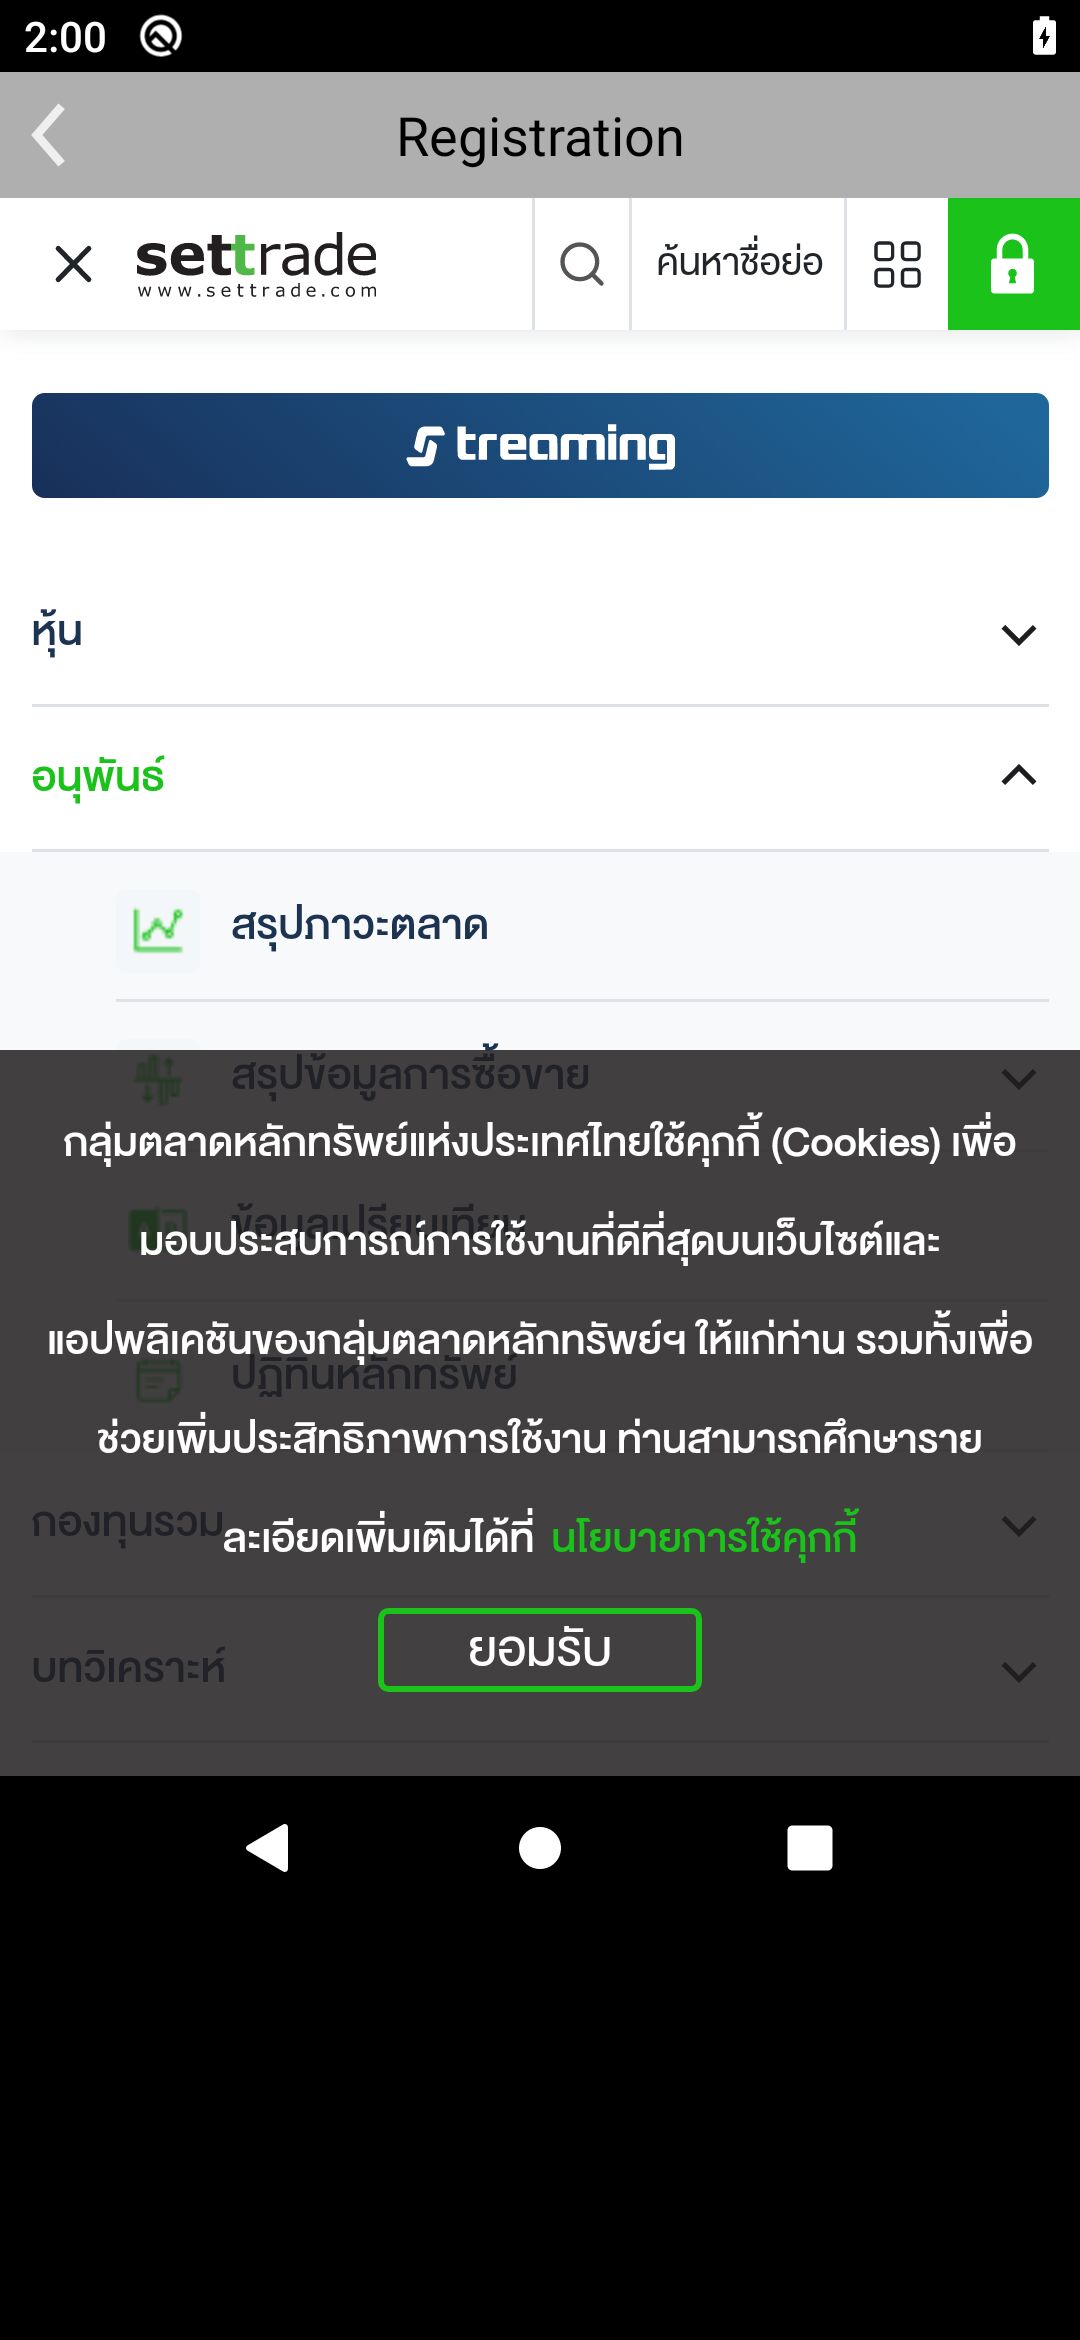 2:00
Registration
settrade
www.settrade.com
ค้นหาชื่อย่อ
Streaming
หุ้น
อนุพันธ์
สรุปภาวะตลาด
สรุปข้อมูลการซื้อขาย
กลุ่มตลาดหลักทรัพย์แห่งประเทศไทยใช้คุกกี้ (Cookies) เพื่อ
ข้อมูลเปรียบเทียบ
มอบประสบการณ์การใช้งานที่ดีที่สุดบนเว็บไซต์และ
แอปพลิเคชันของกลุ่มตลาดหลักทรัพย์ฯ ให้แก่ท่าน รวมทั้งเพื่อ
ปฏิทินหลักทรัพย์
ช่วยเพิ่มประสิทธิภาพการใช้งาน ท่านสามารถศึกษาราย
กองทุนรวม
ละเอียดเพิ่มเติมได้ที่ นโยบายการใช้คุกกี้
ยอมรับ
บทวิเคราะห์